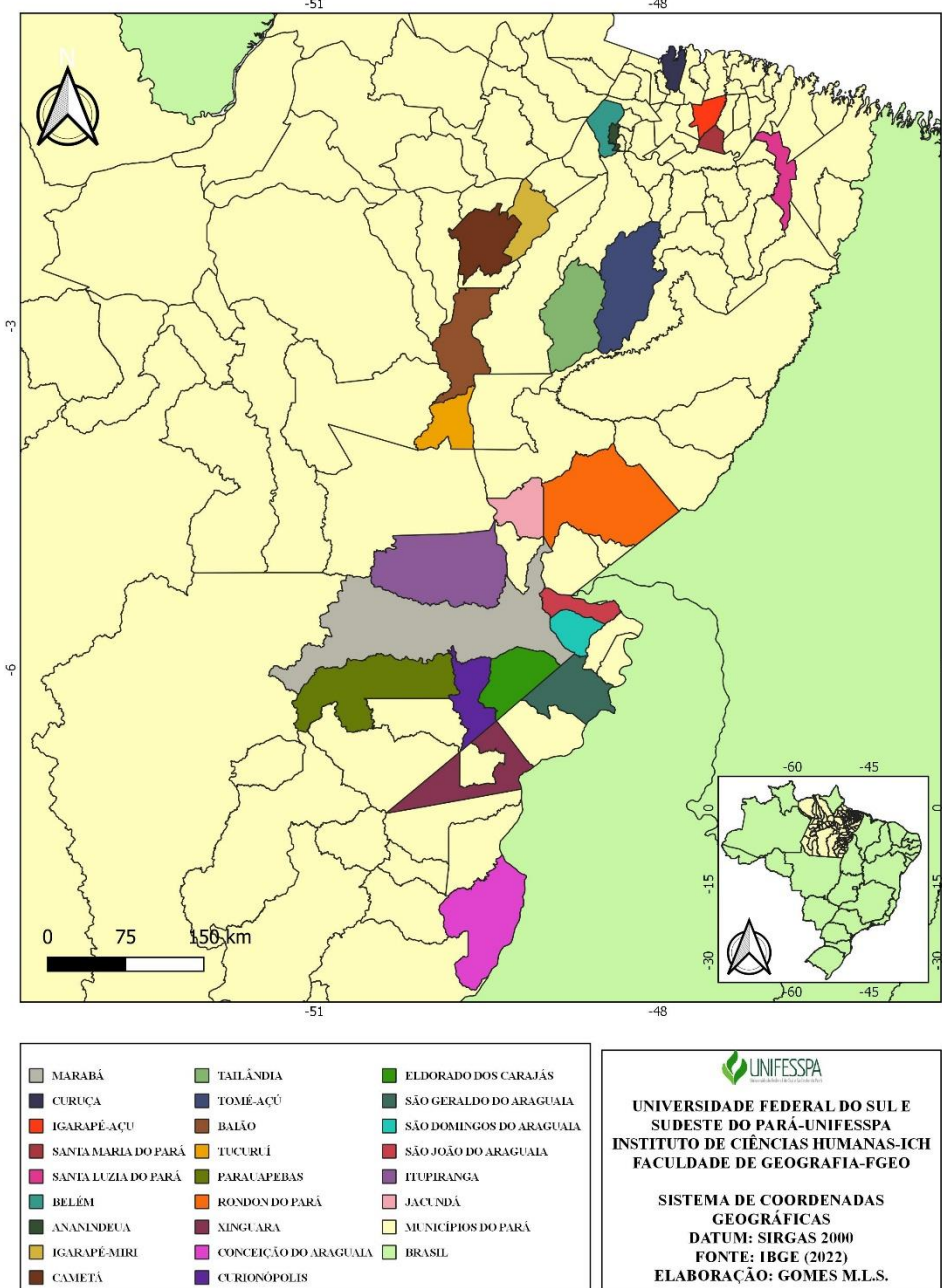 -51
-48
N
-3
-6
-60
-45
0
0
-15
-15
-30
-30
-60
-45
0 75 150 km
-51
-48
MARABÁ
CURUÇA
IGARAPÉ-AÇU
SANTA MARIA DO PARÁ
SANTA LUZIA DO PARÁ
BELÉM
ANANINDEUA
IGARAPÉ-MIRI
CAMETÁ
TAILÂNDIA
TOMÉ-AÇÚ
BAIÃO
TUCURUÍ
PARAUAPEBAS
RONDON DO PARÁ
XINGUARA
CONCEIÇÃO DO ARAGUAIA
CURIONÓPOLIS
ELDORADO DOS CARAJÁS
SÃO GERALDO DO ARAGUAIA
SÃO DOMINGOS DO ARAGUAIA
SÃO JOÃO DO ARAGUAIA
ITUPIRANGA
JACUNDÁ
MUNICÍPIOS DO PARÁ
BRASIL
UNIFESSPA
UNIVERSIDADE FEDERAL DO SUL E
SUDESTE DO PARÁ-UNIFESSPA
INSTITUTO DE CIÊNCIAS HUMANAS-ICH
FACULDADE DE GEOGRAFIA-FGEO
SISTEMA DE COORDENADAS
GEOGRÁFICAS
DATUM: SIRGAS 2000
FONTE: IBGE (2022)
ELABORAÇÃO: GOMES M.L.S.